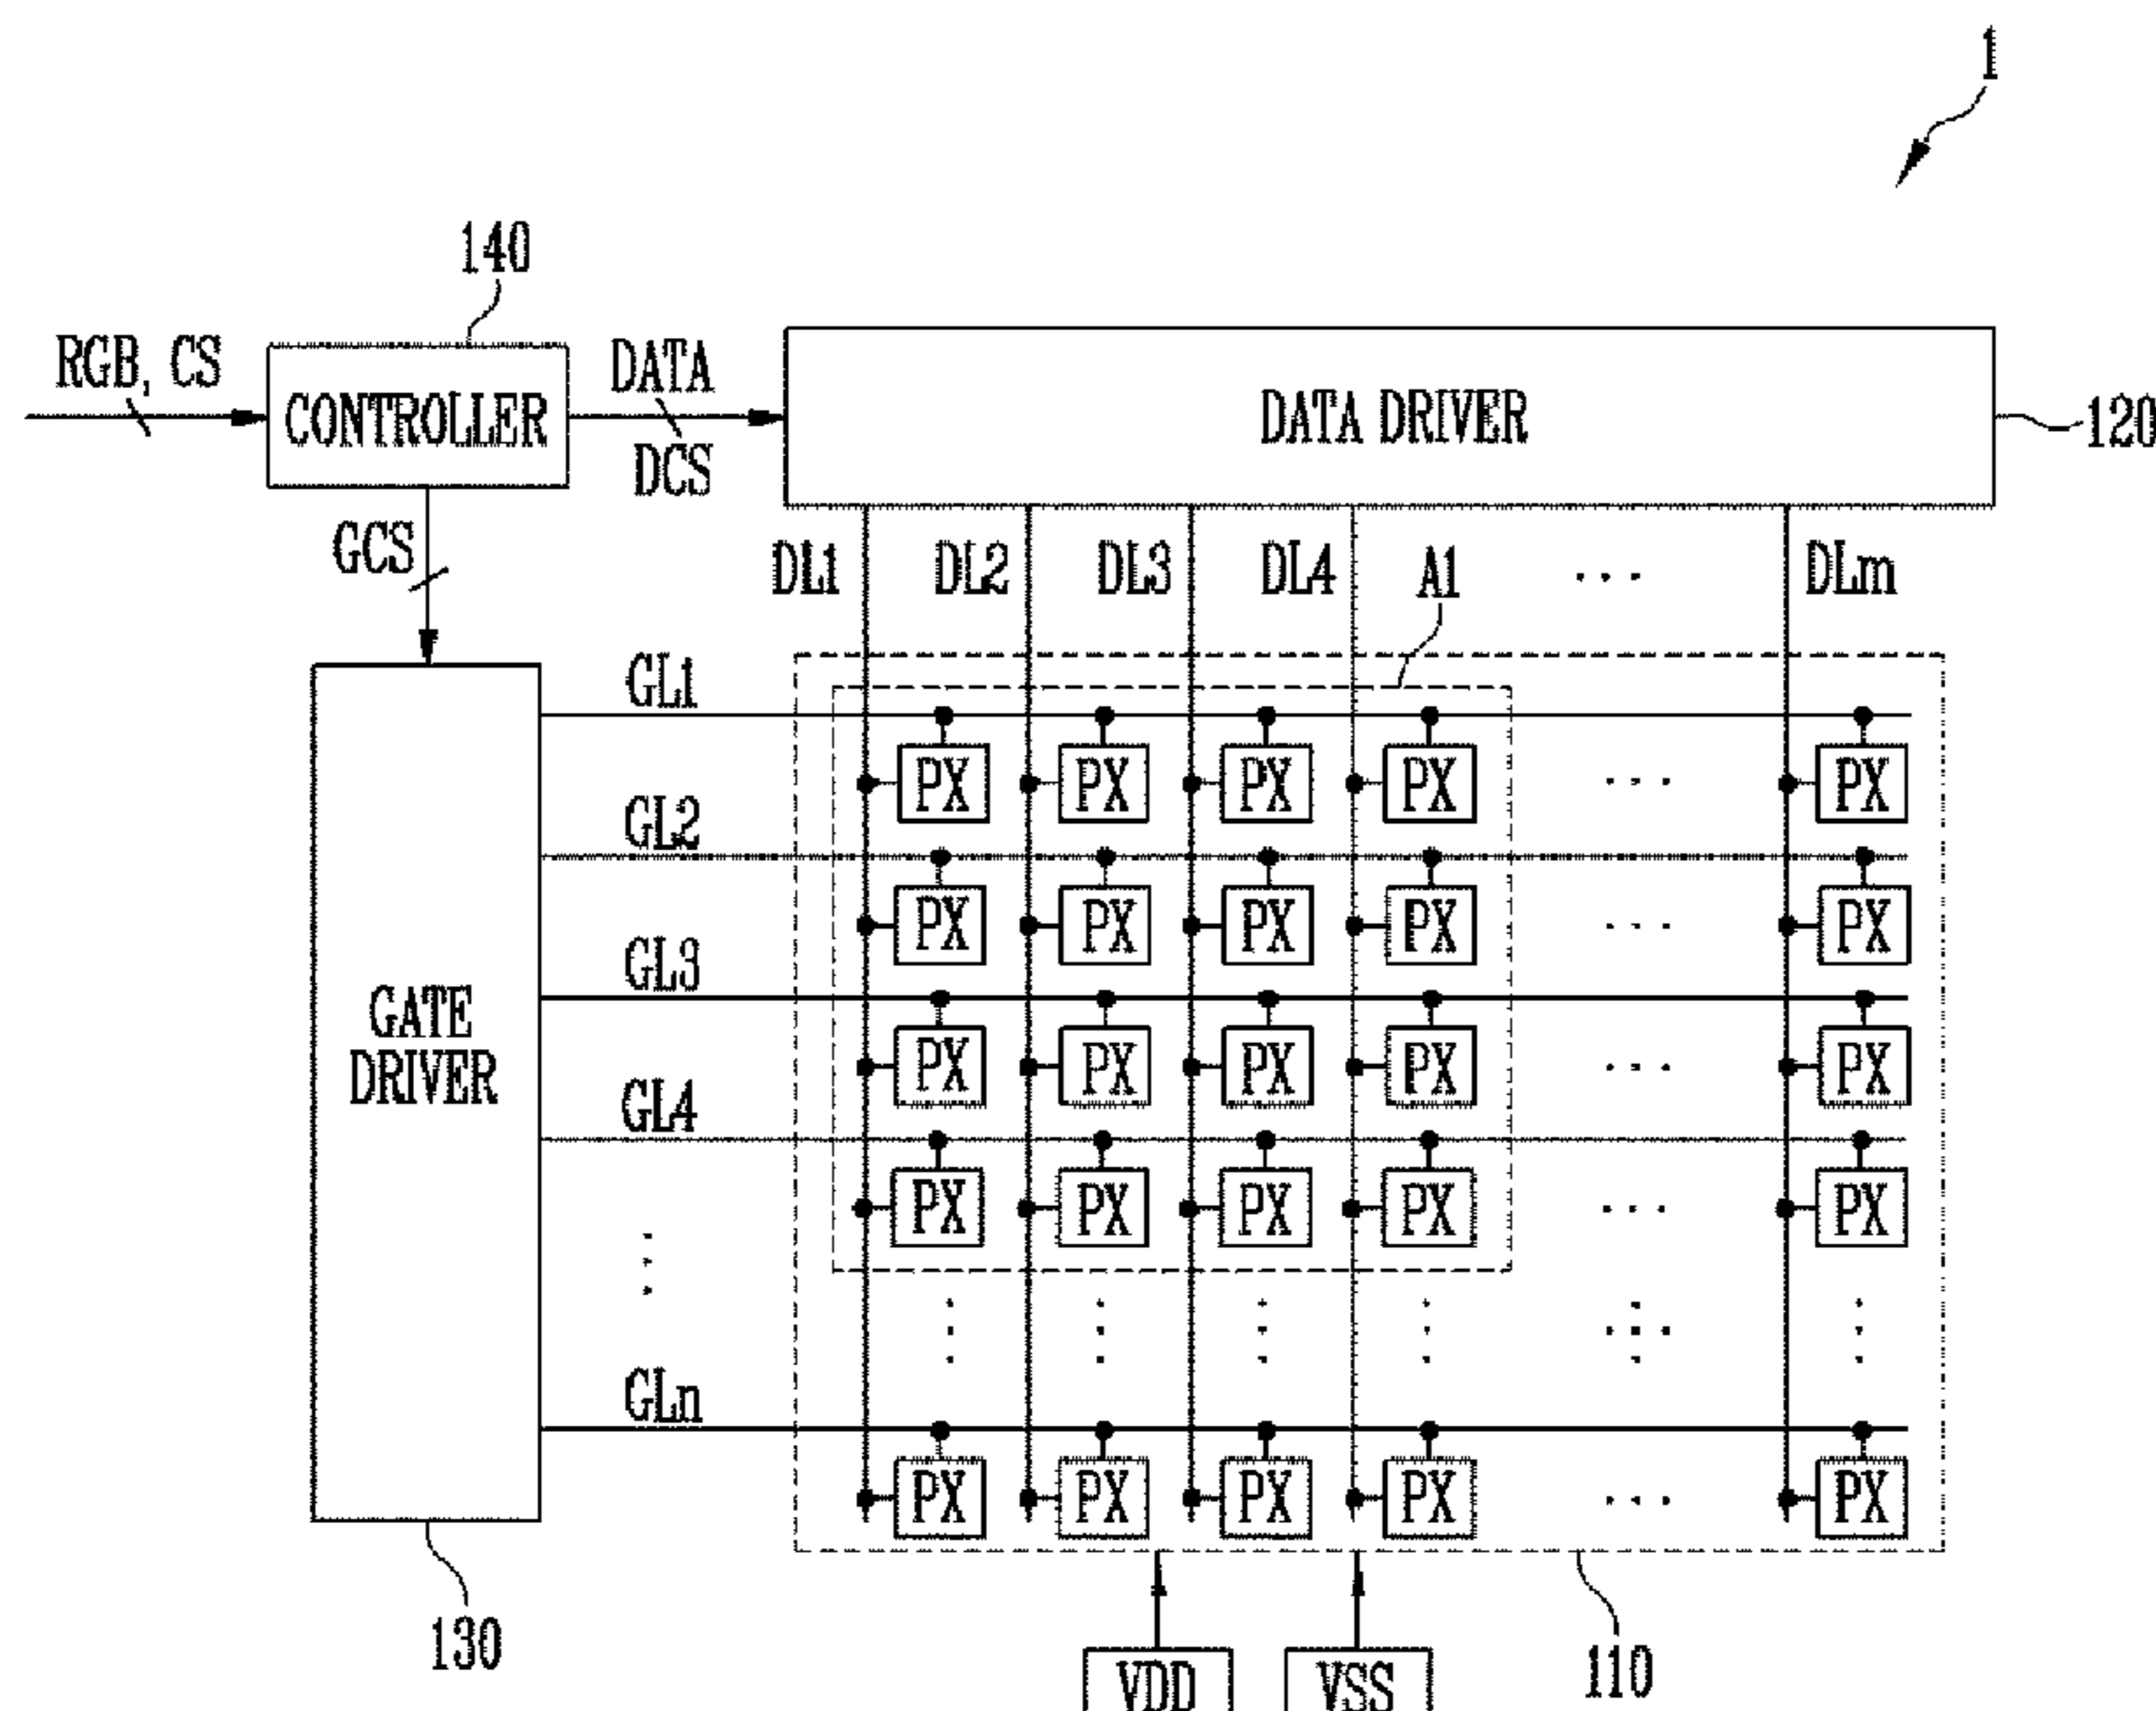 1
140
RGB, CS
CONTROLLER
DATA
DCS
DATA DRIVER
120
GCS
DL1 DL2 DL3 DL4 A1 ... DLm
GL1
PX PX PX PX ... PX
GL2
PX PX PX PX ... PX
GL3
PX PX PX PX ... PX
GATE
DRIVER
GL4
PX PX PX PX ... PX
GLn
PX PX PX PX ... PX
130
VDD VSS
110